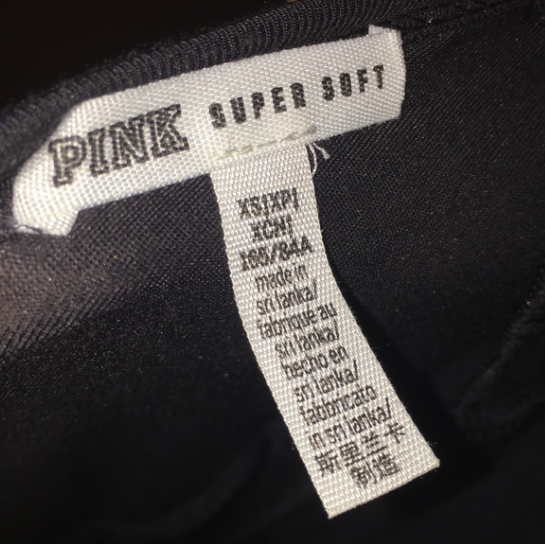 PINK SUPER SOFT
XS|XP|
XCH|
165/84A
made in
sri lanka/
fabriqué au
sri lanka/
hecho en
sri lanka/
fabbricato
in sri lanka/
斯里兰卡
制造